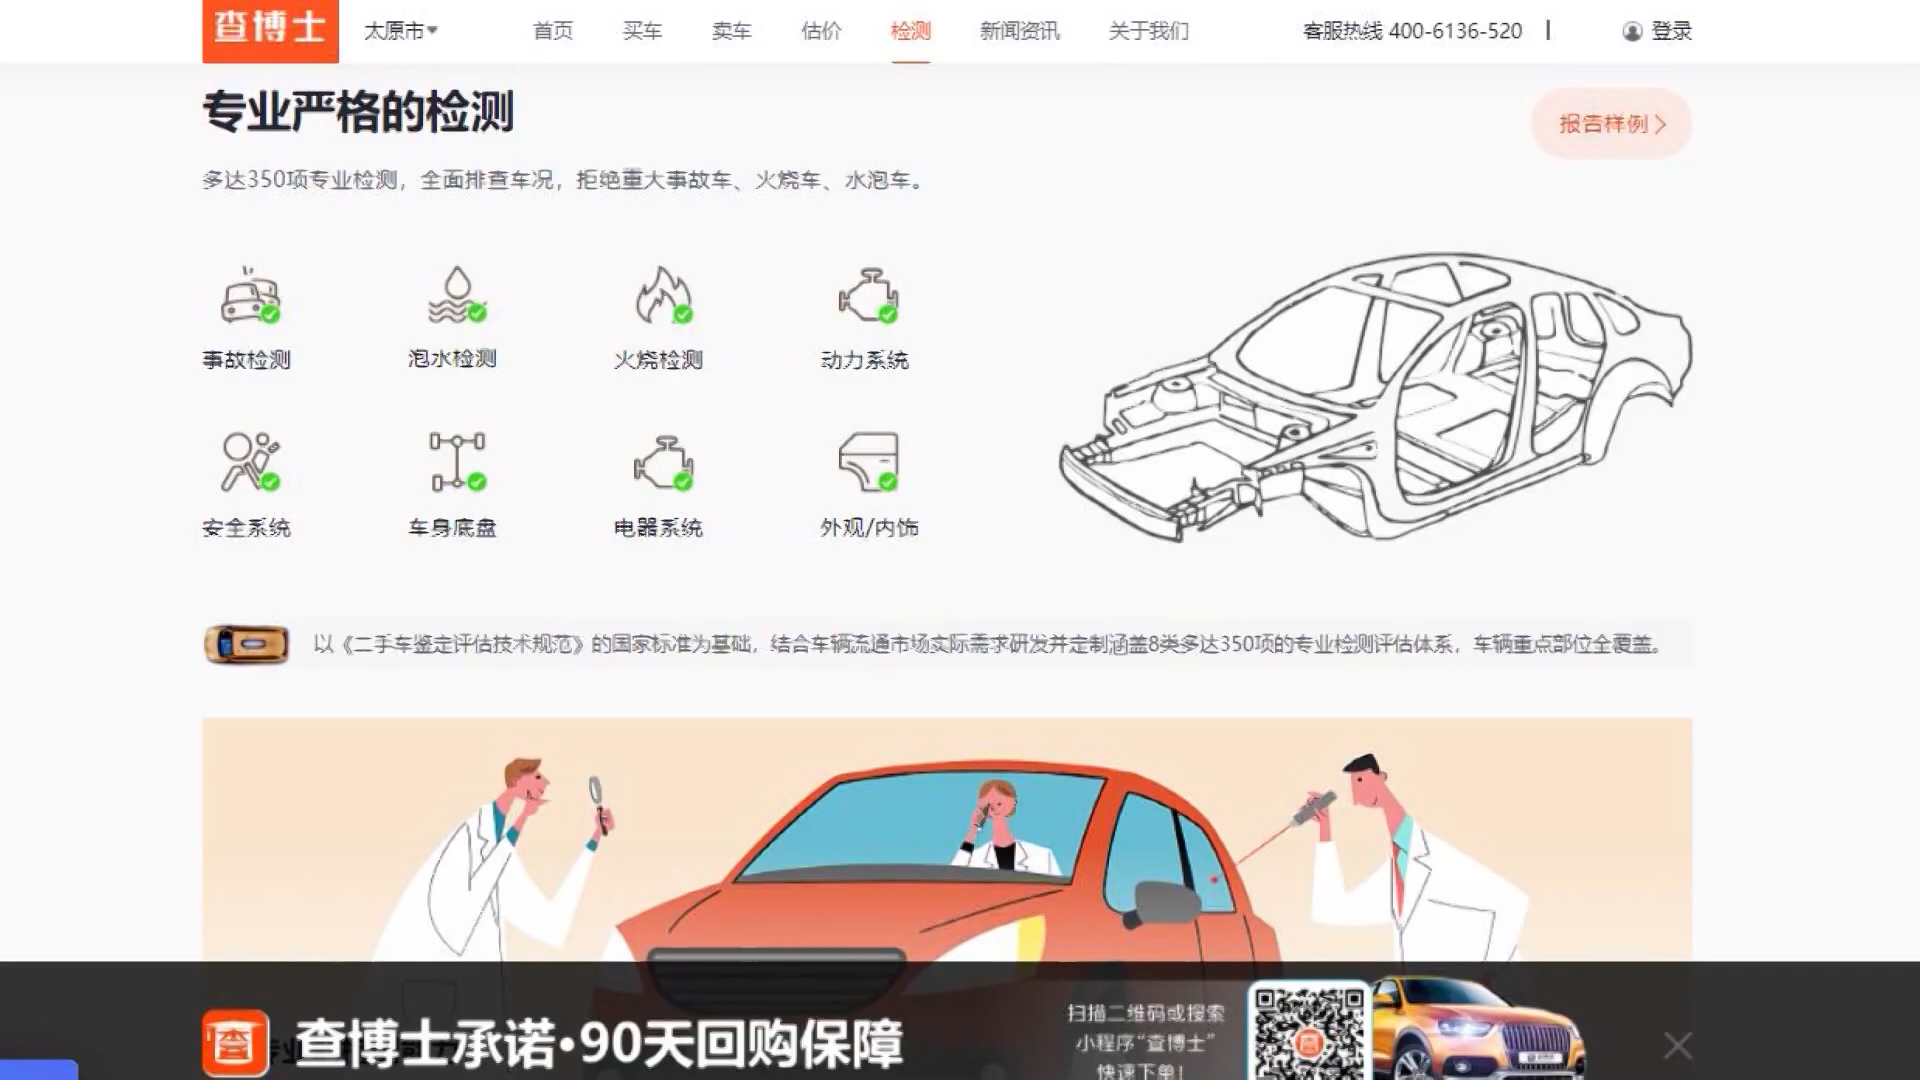 查博士
太原市
首页
买车
卖车
估价
检测
新闻资讯
关于我们
客服热线 400-6136-520
登录
专业严格的检测
报告样例
多达350项专业检测，全面排查车况，拒绝重大事故车、火烧车、水泡车。
事故检测
泡水检测
火烧检测
动力系统
安全系统
车身底盘
电器系统
外观/内饰
以《二手车鉴定评估技术规范》的国家标准为基础，结合车辆流通市场实际需求研发并定制涵盖8类多达350项的专业检测评估体系，车辆重点部位全覆盖。
查博士承诺·90天回购保障
扫描二维码或搜索
小程序“查博士”
快速下单！